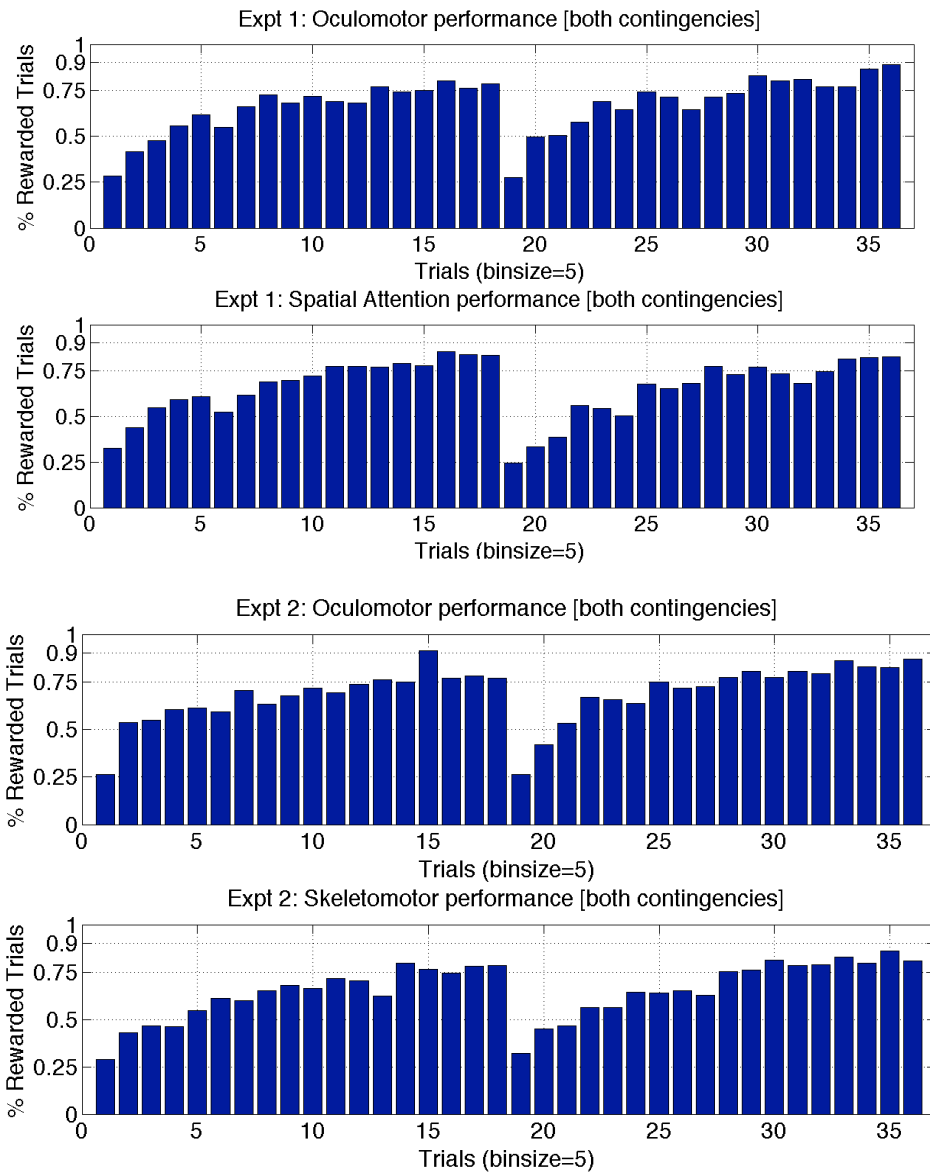 Expt 1: Oculomotor performance [both contingencies]
% Rewarded Trials
1
0.9
0.75
0.5
0.25
0
0 5 10 15 20 25 30 35
Trials (binsize=5)
Expt 1: Spatial Attention performance [both contingencies]
% Rewarded Trials
1
0.9
0.75
0.5
0.25
0
0 5 10 15 20 25 30 35
Trials (binsize=5)
Expt 2: Oculomotor performance [both contingencies]
% Rewarded Trials
1
0.9
0.75
0.5
0.25
0
0 5 10 15 20 25 30 35
Trials (binsize=5)
Expt 2: Skeletomotor performance [both contingencies]
% Rewarded Trials
1
0.9
0.75
0.5
0.25
0
0 5 10 15 20 25 30 35
Trials (binsize=5)